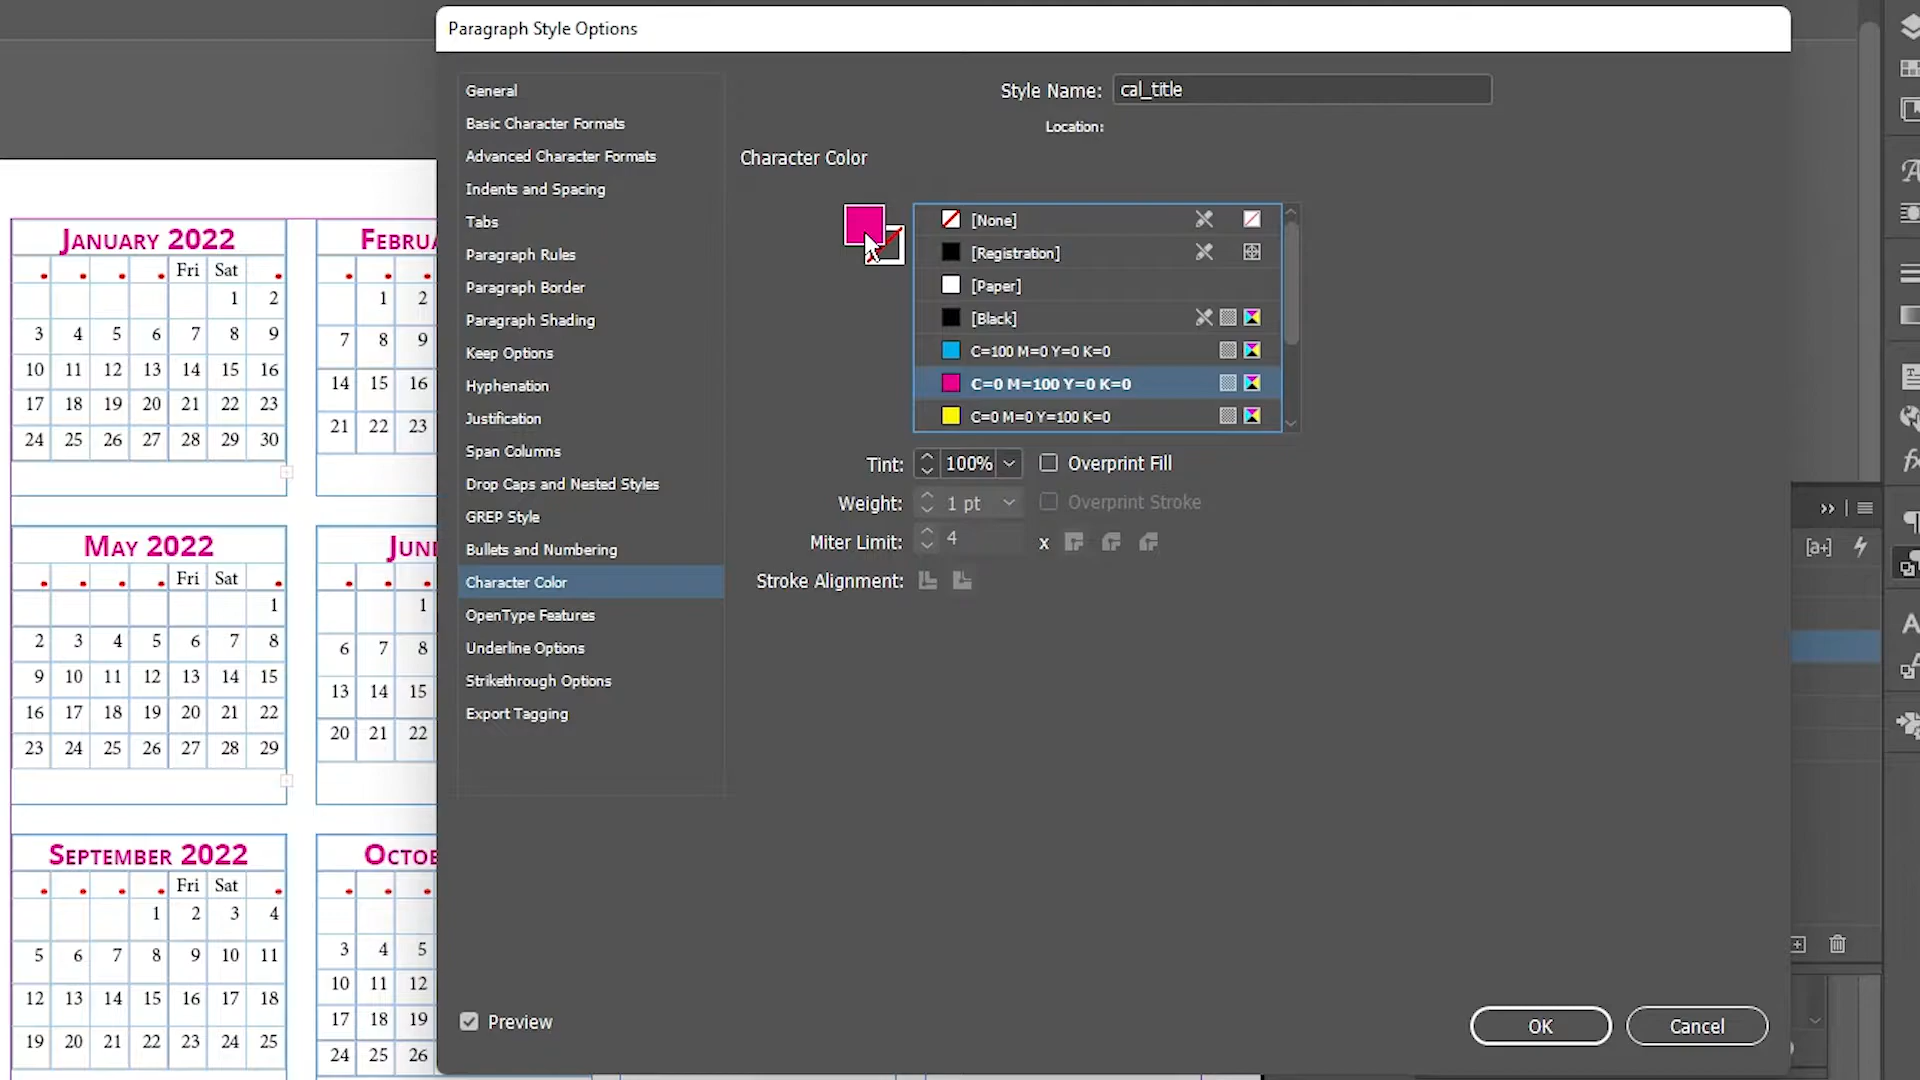 Paragraph Style Options
General
Basic Character Formats
Advanced Character Formats
Indents and Spacing
Tabs
Paragraph Rules
Paragraph Border
Paragraph Shading
Keep Options
Hyphenation
Justification
Span Columns
Drop Caps and Nested Styles
GREP Style
Bullets and Numbering
Character Color
OpenType Features
Underline Options
Strikethrough Options
Export Tagging
Style Name: cal_title
Location:
Character Color
[None]
[Registration]
[Paper]
[Black]
C=100 M=0 Y=0 K=0
C=0 M=100 Y=0 K=0
C=0 M=0 Y=100 K=0
Tint: 100% Overprint Fill
Weight: 1 pt Overprint Stroke
Miter Limit: 4 x
Stroke Alignment:
Preview
OK Cancel
January 2022
Fri Sat
1 2
3 4 5 6 7 8 9
10 11 12 13 14 15 16
17 18 19 20 21 22 23
24 25 26 27 28 29 30
Febru
1 2
7 8 9
14 15 16
21 22 23
May 2022
Fri Sat
1
2 3 4 5 6 7 8
9 10 11 12 13 14 15
16 17 18 19 20 21 22
23 24 25 26 27 28 29
June
1
6 7 8
13 14 15
20 21 22
September 2022
Fri Sat
1 2 3 4
5 6 7 8 9 10 11
12 13 14 15 16 17 18
19 20 21 22 23 24 25
Octo
3 4 5
10 11 12
17 18 19
24 25 26
[a+]